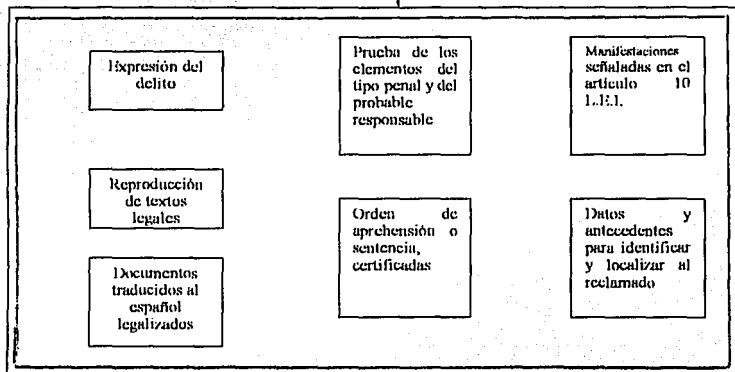 Expresión del
delito
Reproducción
de textos
legales
Documentos
traducidos al
español
legalizados
Prueba de los
elementos del
tipo penal y del
probable
responsable
Orden de
aprehensión o
sentencia,
certificadas
Manifestaciones
señaladas en el
artículo 10
L.E.I.
Datos y
antecedentes
para identificar
y localizar al
reclamado